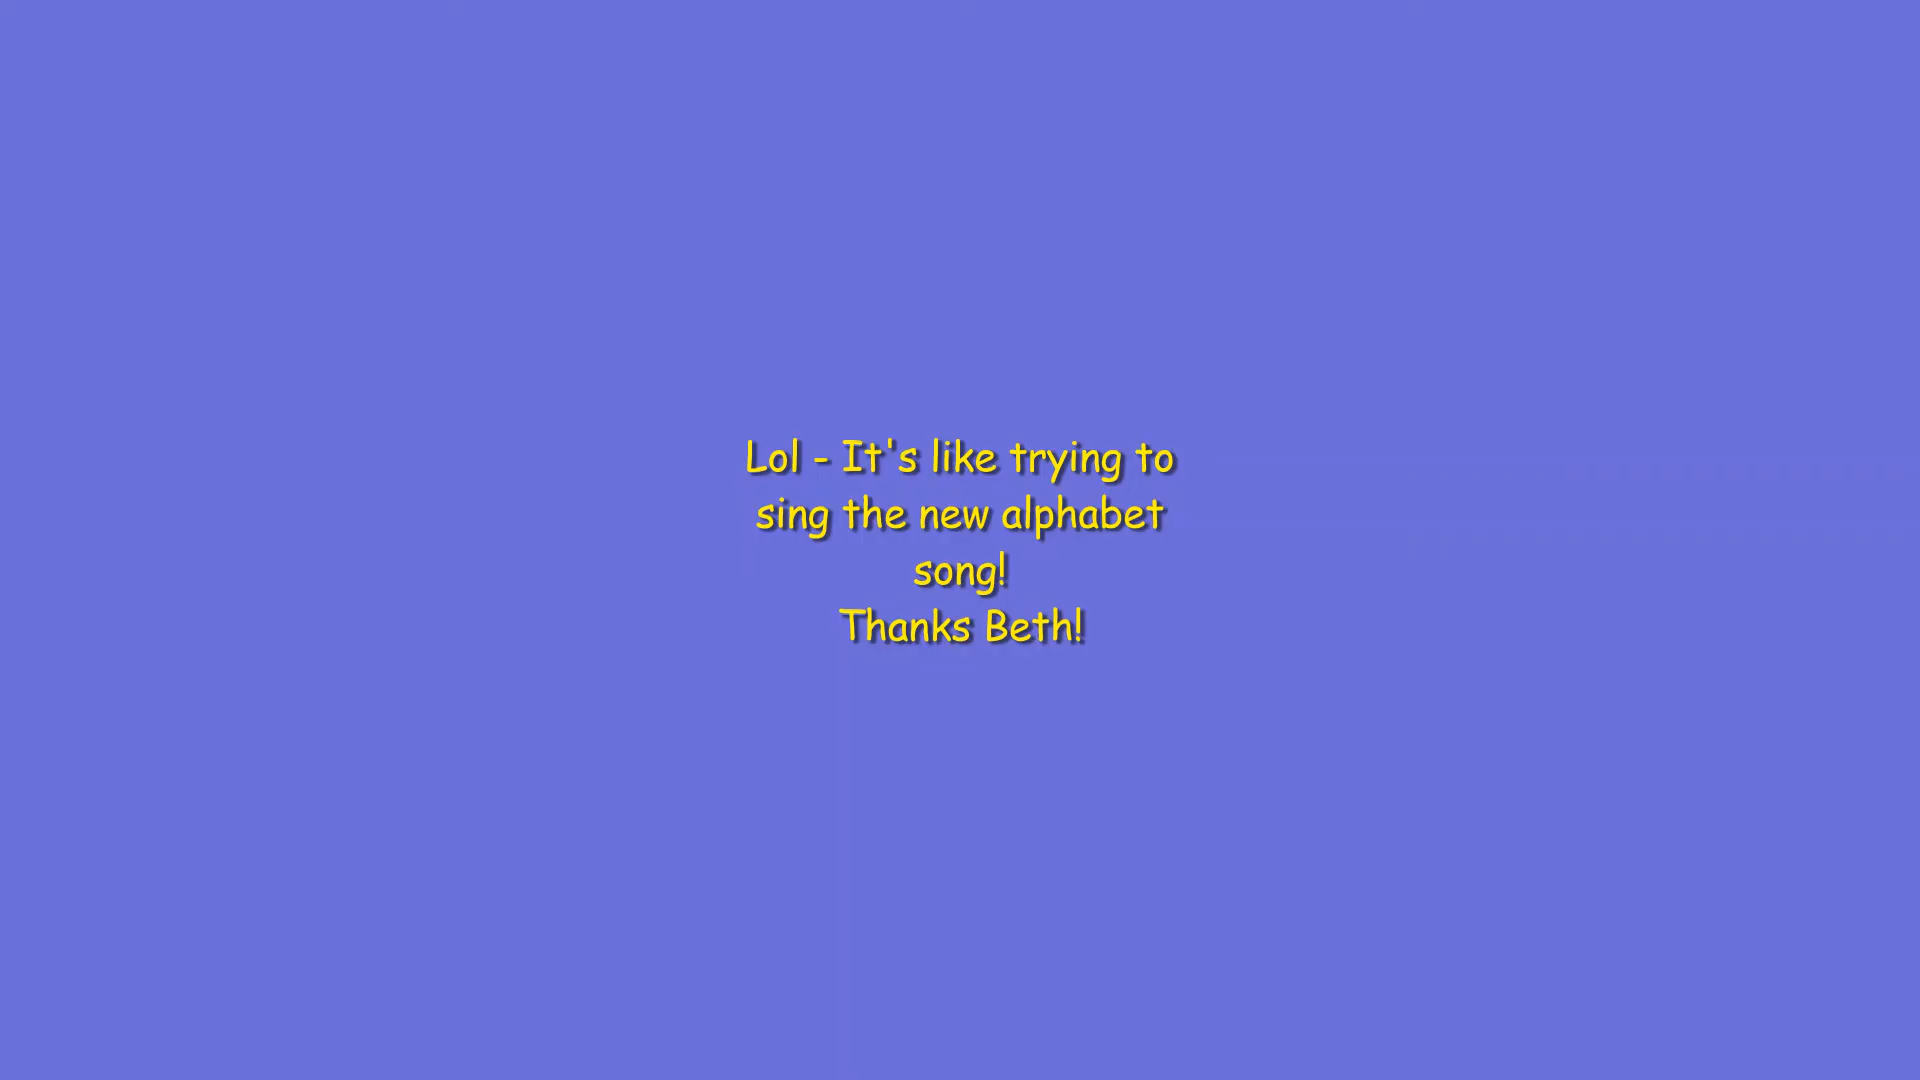 Lol - It's like trying to
sing the new alphabet
song!
Thanks Beth!